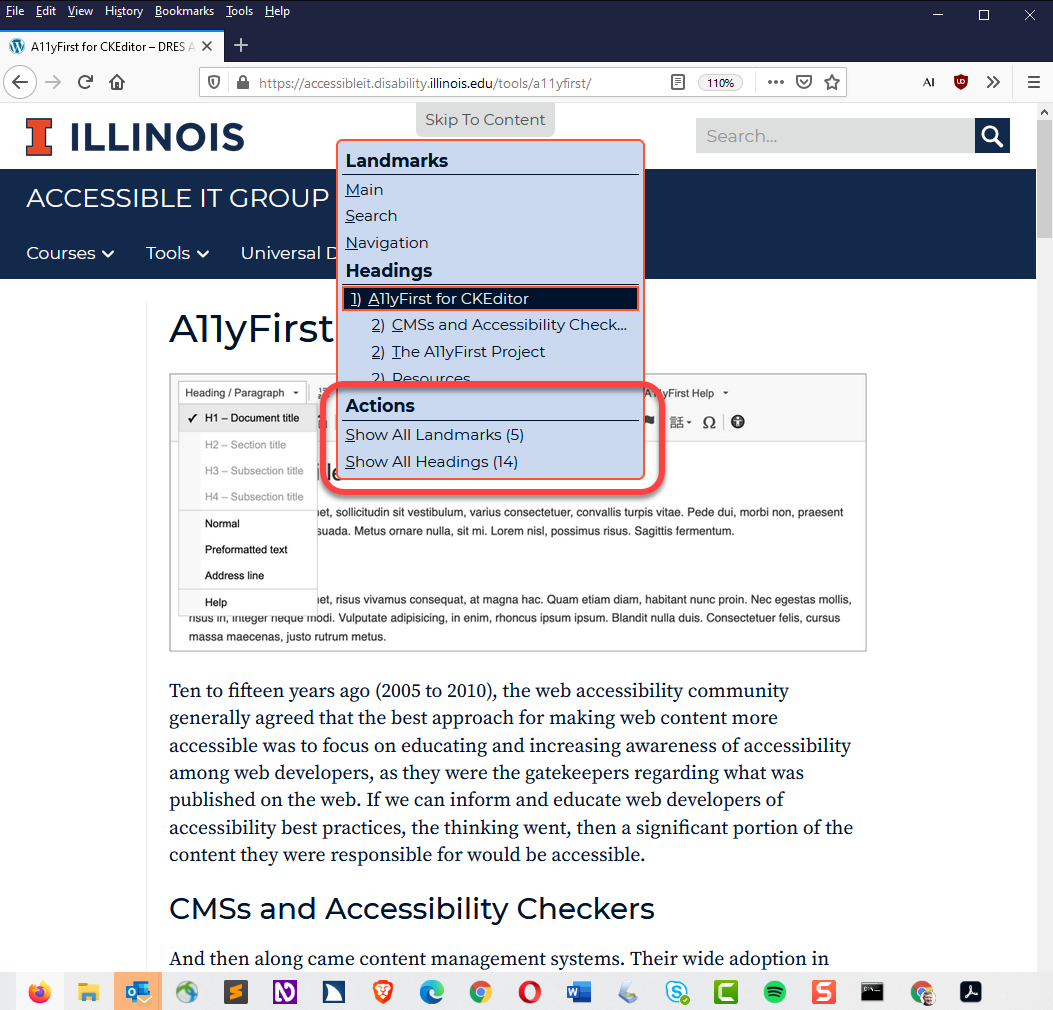 File Edit View History Bookmarks Tools Help
A11yFirst for CKEditor – DRES A
https://accessibleit.disability.illinois.edu/tools/a11yfirst/ 110% AI
Skip To Content
ILLINOIS
Search...
ACCESSIBLE IT GROUP
Courses Tools Universal D
Landmarks
Main
Search
Navigation
Headings
1) A11yFirst for CKEditor
2) CMSs and Accessibility Check...
2) The A11yFirst Project
2) Resources
Actions
Show All Landmarks (5)
Show All Headings (14)
A11yFirst
Heading / Paragraph
A11yFirst Help
H1 – Document title
H2 – Section title
H3 – Subsection title
H4 – Subsection title
Normal
Preformatted text
Address line
Help
met, sollicitudin sit vestibulum, varius consectetuer, convallis turpis vitae. Pede dui, morbi non, praesent
suada. Metus ornare nulla, sit mi. Lorem nisl, possimus risus. Sagittis fermentum.
met, risus vivamus consequat, at magna hac. Quam etiam diam, habitant nunc proin. Nec egestas mollis,
risus in, integer neque modi. Vulputate adipisicing, in enim, rhoncus ipsum ipsum. Blandit nulla duis. Consectetuer felis, cursus
massa maecenas, justo rutrum metus.
Ten to fifteen years ago (2005 to 2010), the web accessibility community
generally agreed that the best approach for making web content more
accessible was to focus on educating and increasing awareness of accessibility
among web developers, as they were the gatekeepers regarding what was
published on the web. If we can inform and educate web developers of
accessibility best practices, the thinking went, then a significant portion of the
content they were responsible for would be accessible.
CMSs and Accessibility Checkers
And then along came content management systems. Their wide adoption in